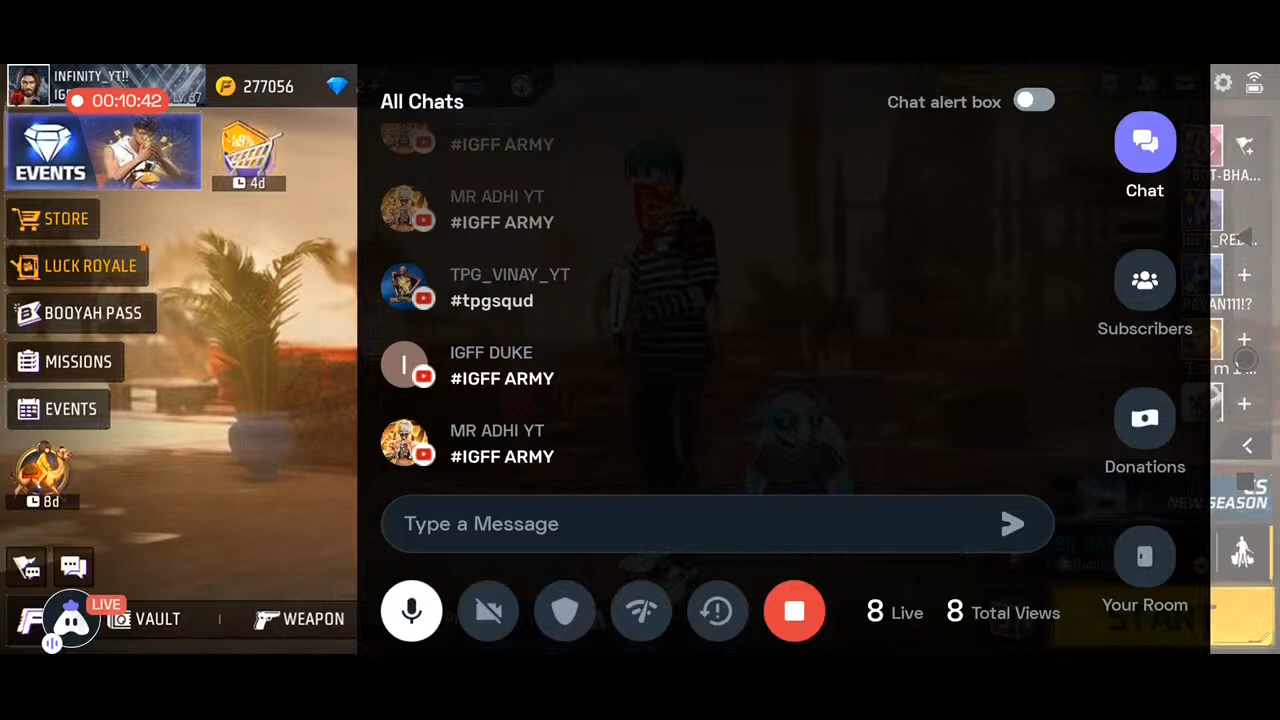 INFINITY_YT!!
00:10:42
277056
EVENTS
4d
STORE
LUCK ROYALE
BOOYAH PASS
MISSIONS
EVENTS
8d
LIVE
VAULT
WEAPON
All Chats
Chat alert box
#IGFF ARMY
MR ADHI YT
#IGFF ARMY
TPG_VINAY_YT
#tpgsqud
I
IGFF DUKE
#IGFF ARMY
MR ADHI YT
#IGFF ARMY
Type a Message
8 Live
8 Total Views
Chat
Subscribers
Donations
Your Room
NEW SEASON
START